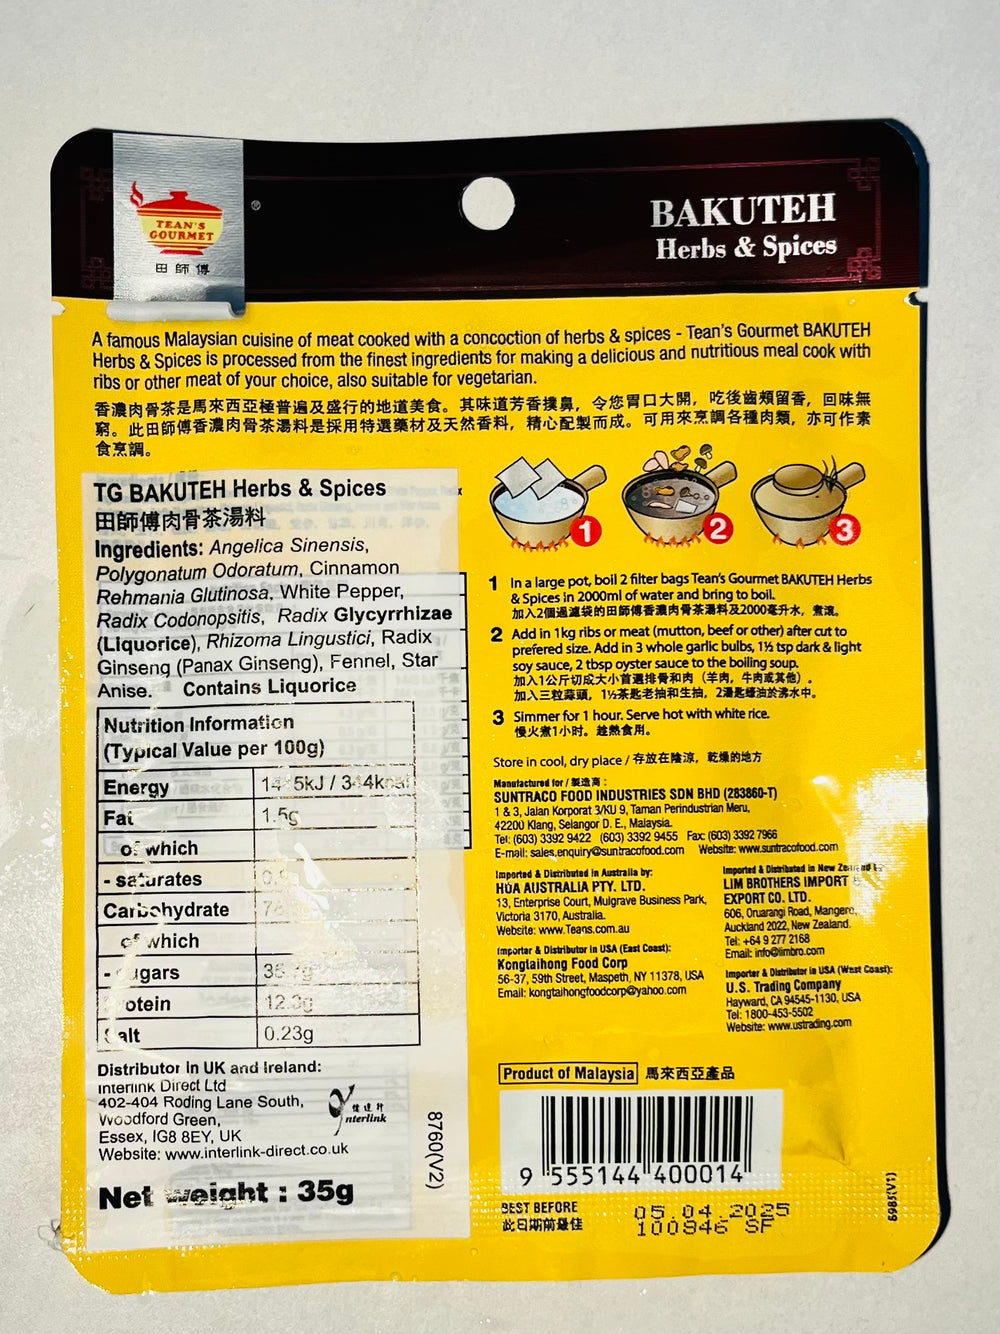 TEAN'S
GOURMET
田師傅
®
BAKUTEH
Herbs & Spices
A famous Malaysian cuisine of meat cooked with a concoction of herbs & spices - Tean's Gourmet BAKUTEH
Herbs & Spices is processed from the finest ingredients for making a delicious and nutritious meal cook with
ribs or other meat of your choice, also suitable for vegetarian.
香濃肉骨茶是馬來西亞極普遍及盛行的地道美食。其味道芳香撲鼻，令您胃口大開，吃後齒頰留香，回味無
窮。此田師傅香濃肉骨茶湯料是採用特選藥材及天然香料，精心配製而成。可用來烹調各種肉類，亦可作素
食烹調。
TG BAKUTEH Herbs & Spices
田師傅肉骨茶湯料
Ingredients: Angelica Sinensis,
Polygonatum Odoratum, Cinnamon
Rehmania Glutinosa, White Pepper,
Radix Codonopsitis, Radix Glycyrrhizae
(Liquorice), Rhizoma Lingustici, Radix
Ginseng (Panax Ginseng), Fennel, Star
Anise. Contains Liquorice
Nutrition Information
(Typical Value per 100g)
Energy
Fat 1.5g
of which
- saturates
Carbohydrate
of which
- sugars
Protein 12.3g
Salt 0.23g
Distributor In UK and Ireland:
Interlink Direct Ltd
402-404 Roding Lane South,
Woodford Green,
Essex, IG8 8EY, UK
Website: www.interlink-direct.co.uk
nterlink
Net weight : 35g
8760(V2)
1
2
3
1 In a large pot, boil 2 filter bags Tean's Gourmet BAKUTEH Herbs
& Spices in 2000ml of water and bring to boil.
加入2個過濾袋的田師傅香濃肉骨茶湯料及2000毫升水，煮滾。
2 Add in 1kg ribs or meat (mutton, beef or other) after cut to
prefered size. Add in 3 whole garlic bulbs, 1½ tsp dark & light
soy sauce, 2 tbsp oyster sauce to the boiling soup.
加入1公斤切成大小首選排骨和肉（羊肉，牛肉或其他）。
加入三粒蒜頭，1½茶匙老抽和生抽，2湯匙蠔油於沸水中。
3 Simmer for 1 hour. Serve hot with white rice.
慢火煮1小时。趁熱食用。
Store in cool, dry place / 存放在陰涼，乾燥的地方
Manufactured for / 製造商：
SUNTRACO FOOD INDUSTRIES SDN BHD (283860-T)
1 & 3, Jalan Korporat 3/KU 9, Taman Perindustrian Meru,
42200 Klang, Selangor D. E., Malaysia.
Tel: (603) 3392 9422 (603) 3392 9455 Fax: (603) 3392 7966
E-mail: sales.enquiry@suntracofood.com Website: www.suntracofood.com
Imported & Distributed in Australia by:
HUA AUSTRALIA PTY. LTD.
13, Enterprise Court, Mulgrave Business Park,
Victoria 3170, Australia.
Website: www.Teans.com.au
Importer & Distributor in USA (East Coast):
Kongtaihong Food Corp
56-37, 59th Street, Maspeth, NY 11378, USA
Email: kongtaihongfoodcorp@yahoo.com
Imported & Distributed in New Zealand
LIM BROTHERS IMPORT &
EXPORT CO. LTD.
606, Oruarangi Road, Mangere,
Auckland 2022, New Zealand.
Tel: +64 9 277 2168
Email: info@limbro.com
Importer & Distributor in USA (West Coast):
U.S. Trading Company
Hayward, CA 94545-1130, USA
Tel: 1800-453-5502
Website: www.ustrading.com
Product of Malaysia 馬來西亞產品
9 555144 400014
BEST BEFORE
此日期前最佳
05.04.2025
100846 SF
6985(V1)